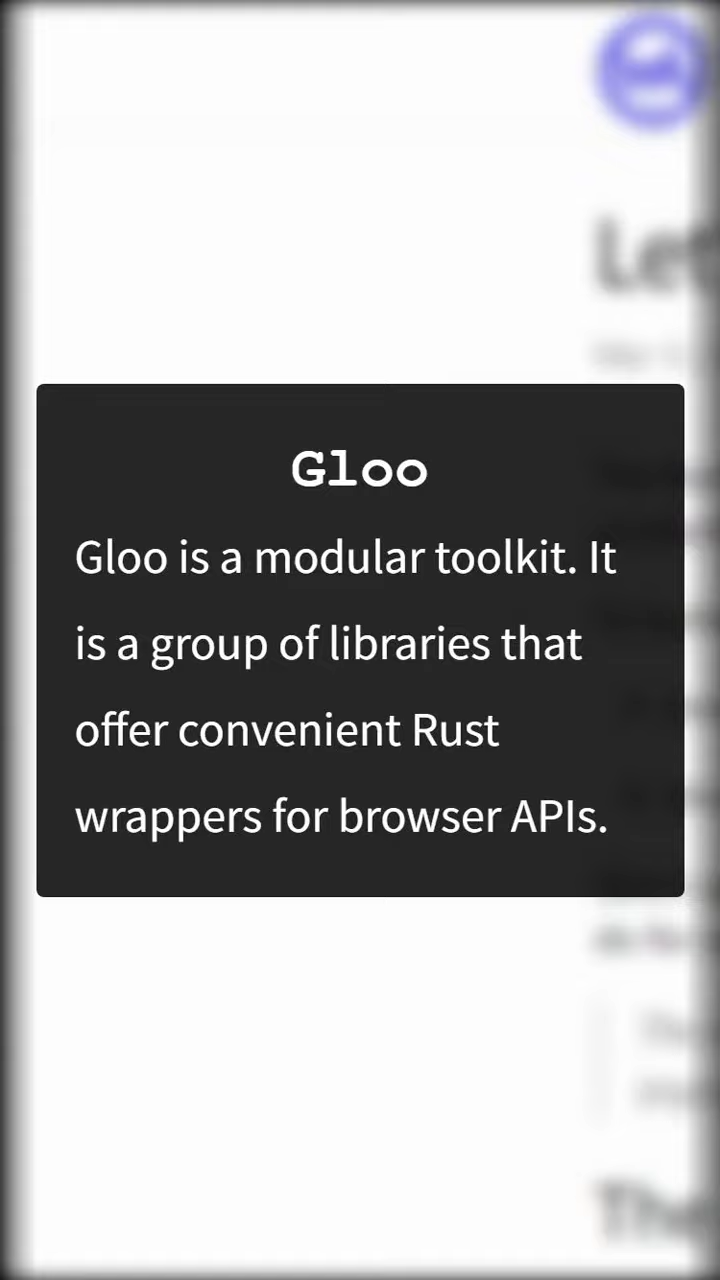 Gloo
Gloo is a modular toolkit. It
is a group of libraries that
offer convenient Rust
wrappers for browser APIs.